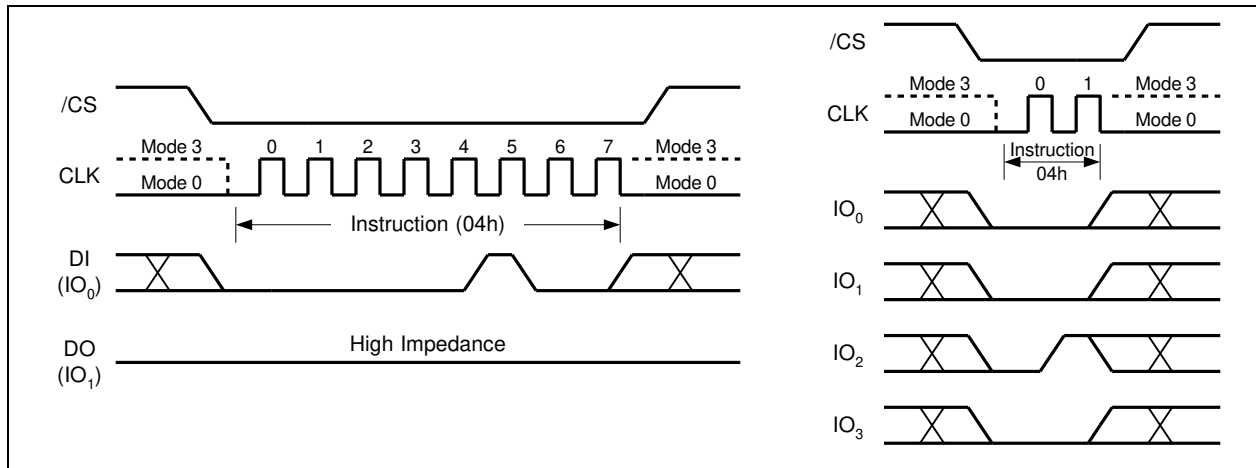 /CS
Mode 3
0 1 2 3 4 5 6 7
Mode 3
CLK
Mode 0
Mode 0
Instruction (04h)
DI
(IO0)
DO
(IO1)
High Impedance
/CS
Mode 3
0 1
Mode 3
CLK
Mode 0
Mode 0
Instruction
04h
IO0
IO1
IO2
IO3